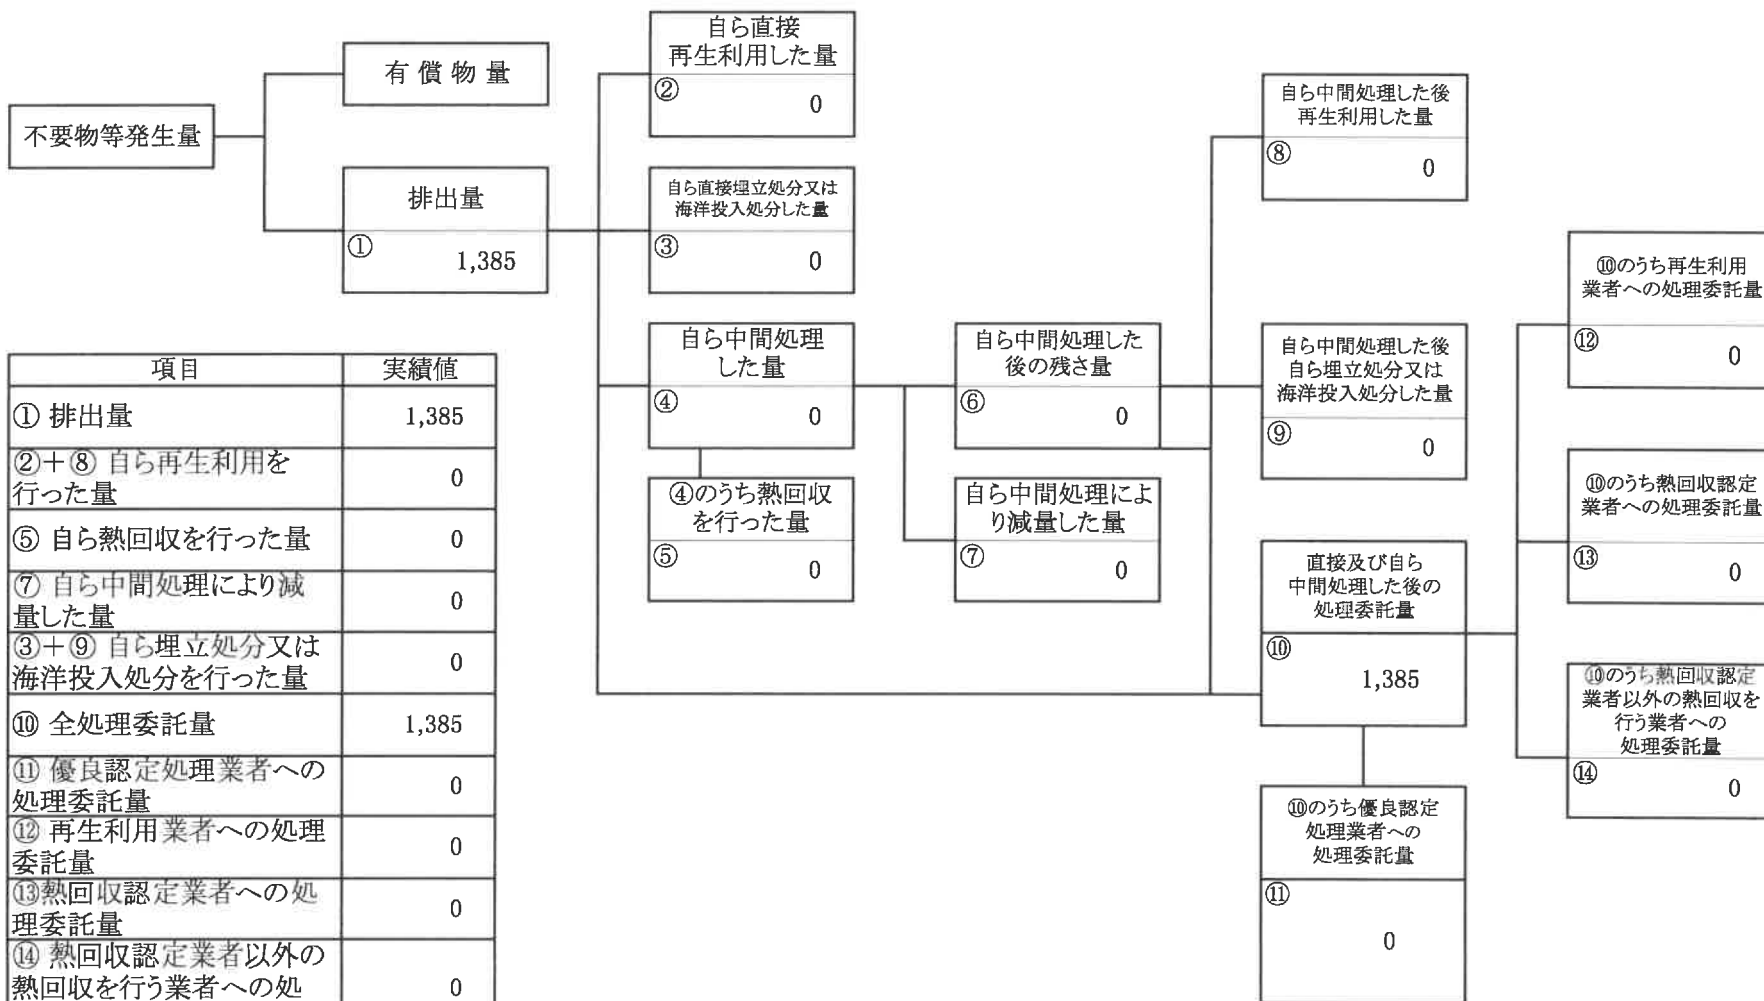 不要物等発生量
有償物量
排出量
①
1,385
自ら直接
再生利用した量
②
0
自ら直接埋立処分又は
海洋投入処分した量
③
0
自ら中間処理
した量
④
0
④のうち熱回収
を行った量
⑤
0
自ら中間処理した
後の残さ量
⑥
0
自ら中間処理によ
り減量した量
⑦
0
自ら中間処理した後
再生利用した量
⑧
0
自ら中間処理した後
自ら埋立処分又は
海洋投入処分した量
⑨
0
直接及び自ら
中間処理した後の
処理委託量
⑩
1,385
⑩のうち優良認定
処理業者への
処理委託量
⑪
0
⑩のうち再生利用
業者への処理委託量
⑫
0
⑩のうち熱回収認定
業者への処理委託量
⑬
0
⑩のうち熱回収認定
業者以外の熱回収を
行う業者への
処理委託量
⑭
0
項目 実績値
① 排出量 1,385
②+⑧ 自ら再生利用を
行った量 0
⑤ 自ら熱回収を行った量 0
⑦ 自ら中間処理により減
量した量 0
③+⑨ 自ら埋立処分又は
海洋投入処分を行った量 0
⑩ 全処理委託量 1,385
⑪ 優良認定処理業者への
処理委託量 0
⑫ 再生利用業者への処理
委託量 0
⑬熱回収認定業者への処
理委託量 0
⑭ 熱回収認定業者以外の
熱回収を行う業者への処 0